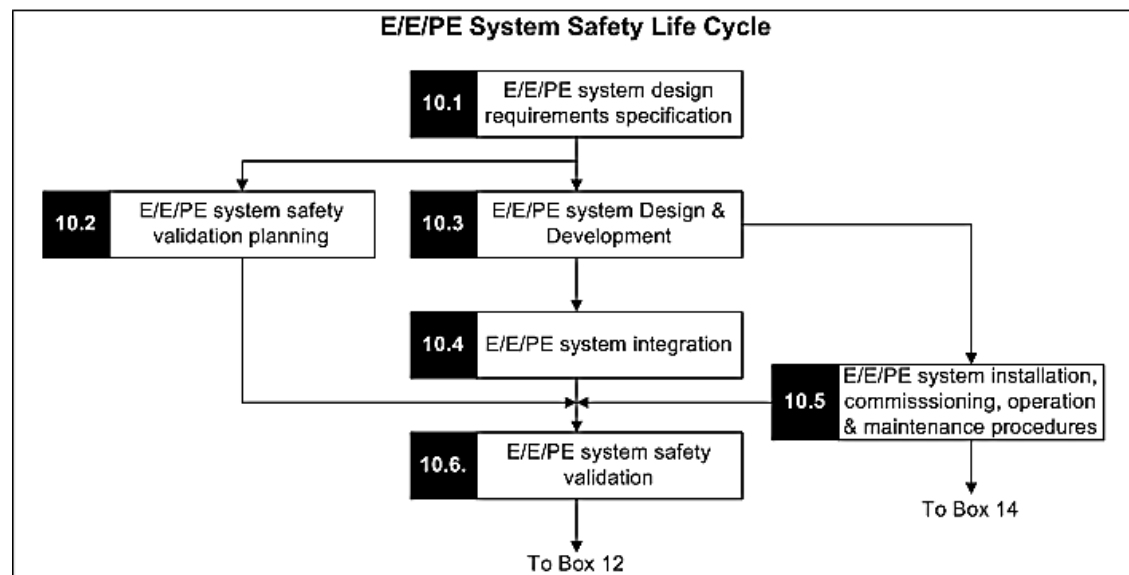 E/E/PE System Safety Life Cycle
10.1
E/E/PE system design
requirements specification
10.2
E/E/PE system safety
validation planning
10.3
E/E/PE system Design &
Development
10.4
E/E/PE system integration
10.5
E/E/PE system installation,
commisssioning, operation
& maintenance procedures
10.6.
E/E/PE system safety
validation
To Box 14
To Box 12